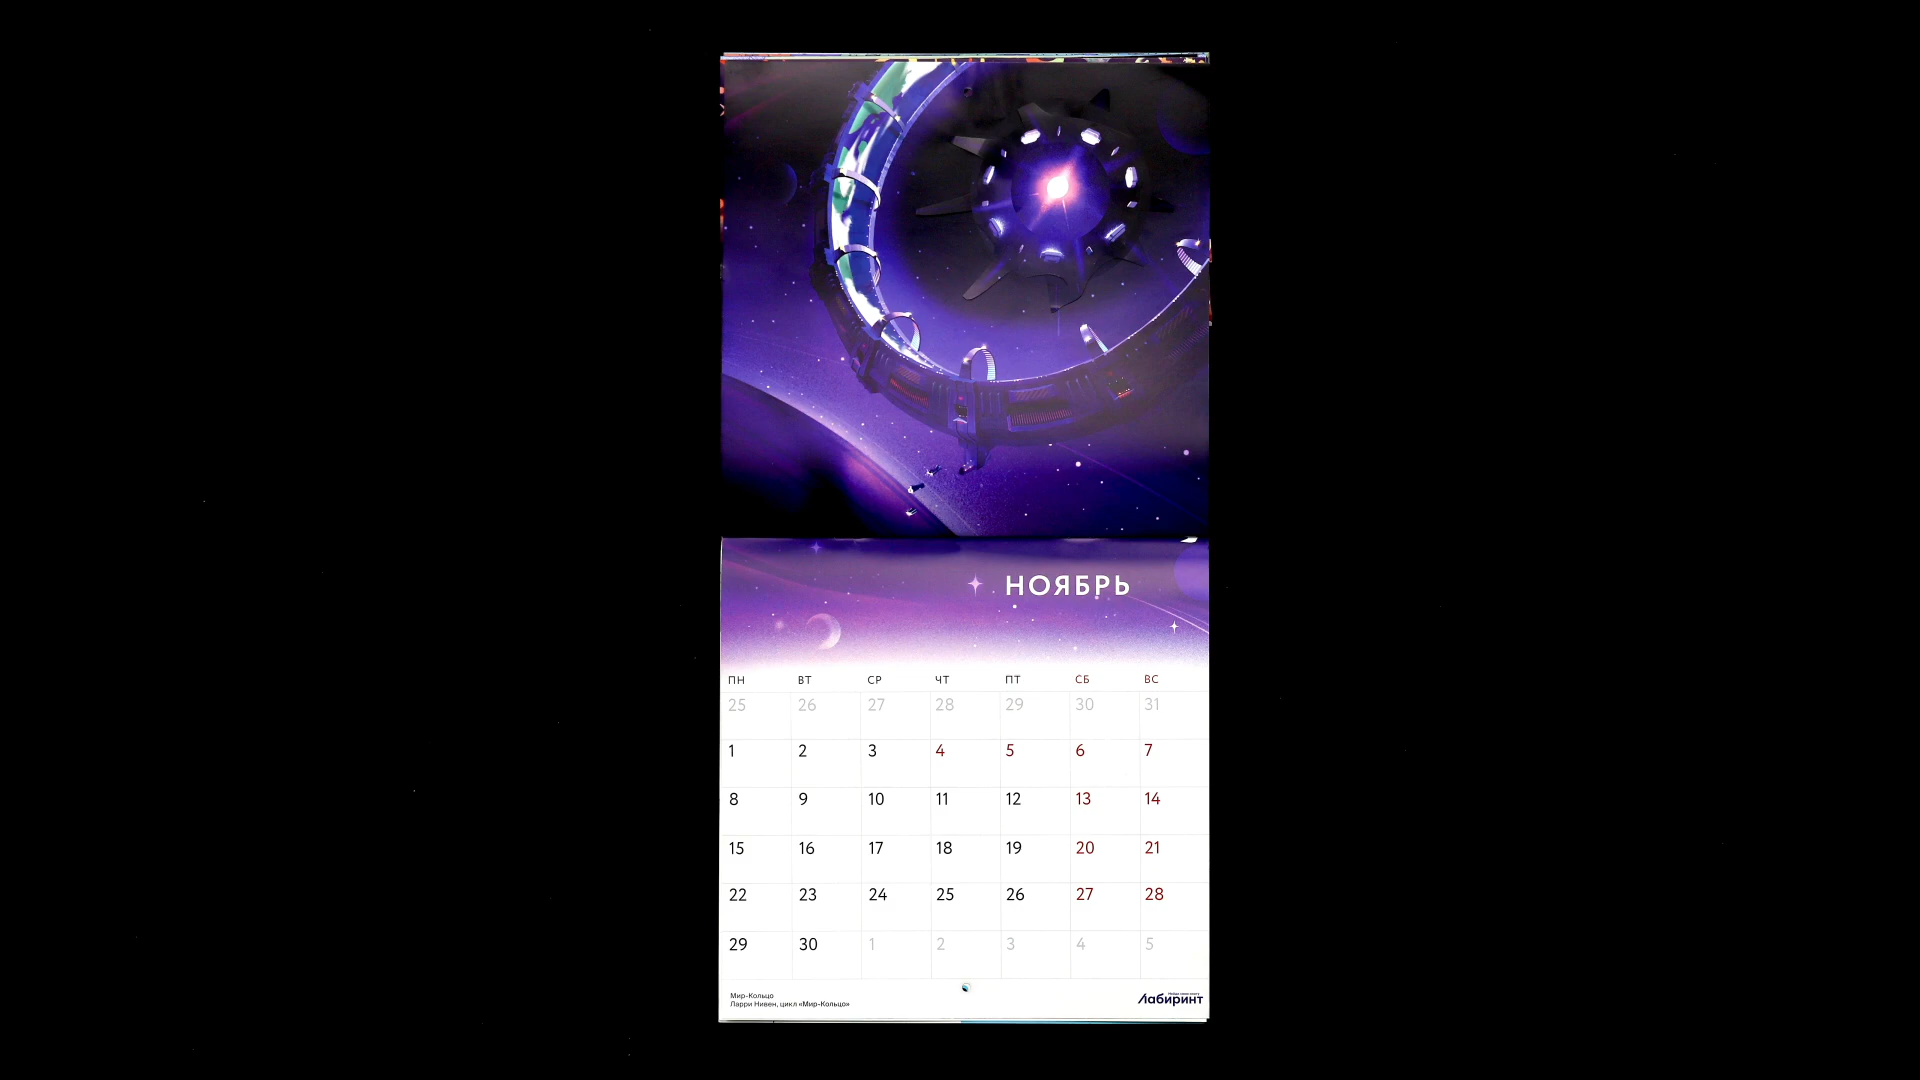 НОЯБРЬ
ПН ВТ СР ЧТ ПТ СБ ВС
25 26 27 28 29 30 31
1 2 3 4 5 6 7
8 9 10 11 12 13 14
15 16 17 18 19 20 21
22 23 24 25 26 27 28
29 30 1 2 3 4 5
Мир-Кольцо
Ларри Нивен, цикл «Мир-Кольцо»
Лабиринт